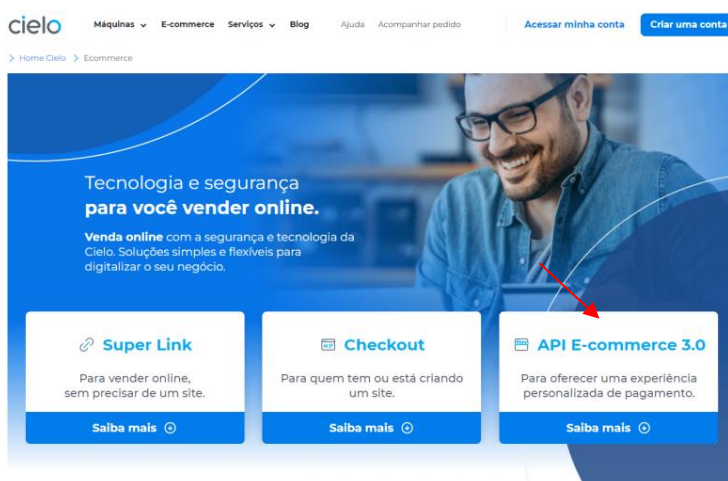 cielo Máquinas E-commerce Serviços Blog Ajuda Acompanhar pedido Acessar minha conta Criar uma conta
Home Cielo Ecommerce
Tecnologia e segurança
para você vender online.
Venda online com a segurança e tecnologia da
Cielo. Soluções simples e flexíveis para
digitalizar o seu negócio.
Super Link
Para vender online,
sem precisar de um site.
Saiba mais
Checkout
Para quem tem ou está criando
um site.
Saiba mais
API E-commerce 3.0
Para oferecer uma experiência
personalizada de pagamento.
Saiba mais